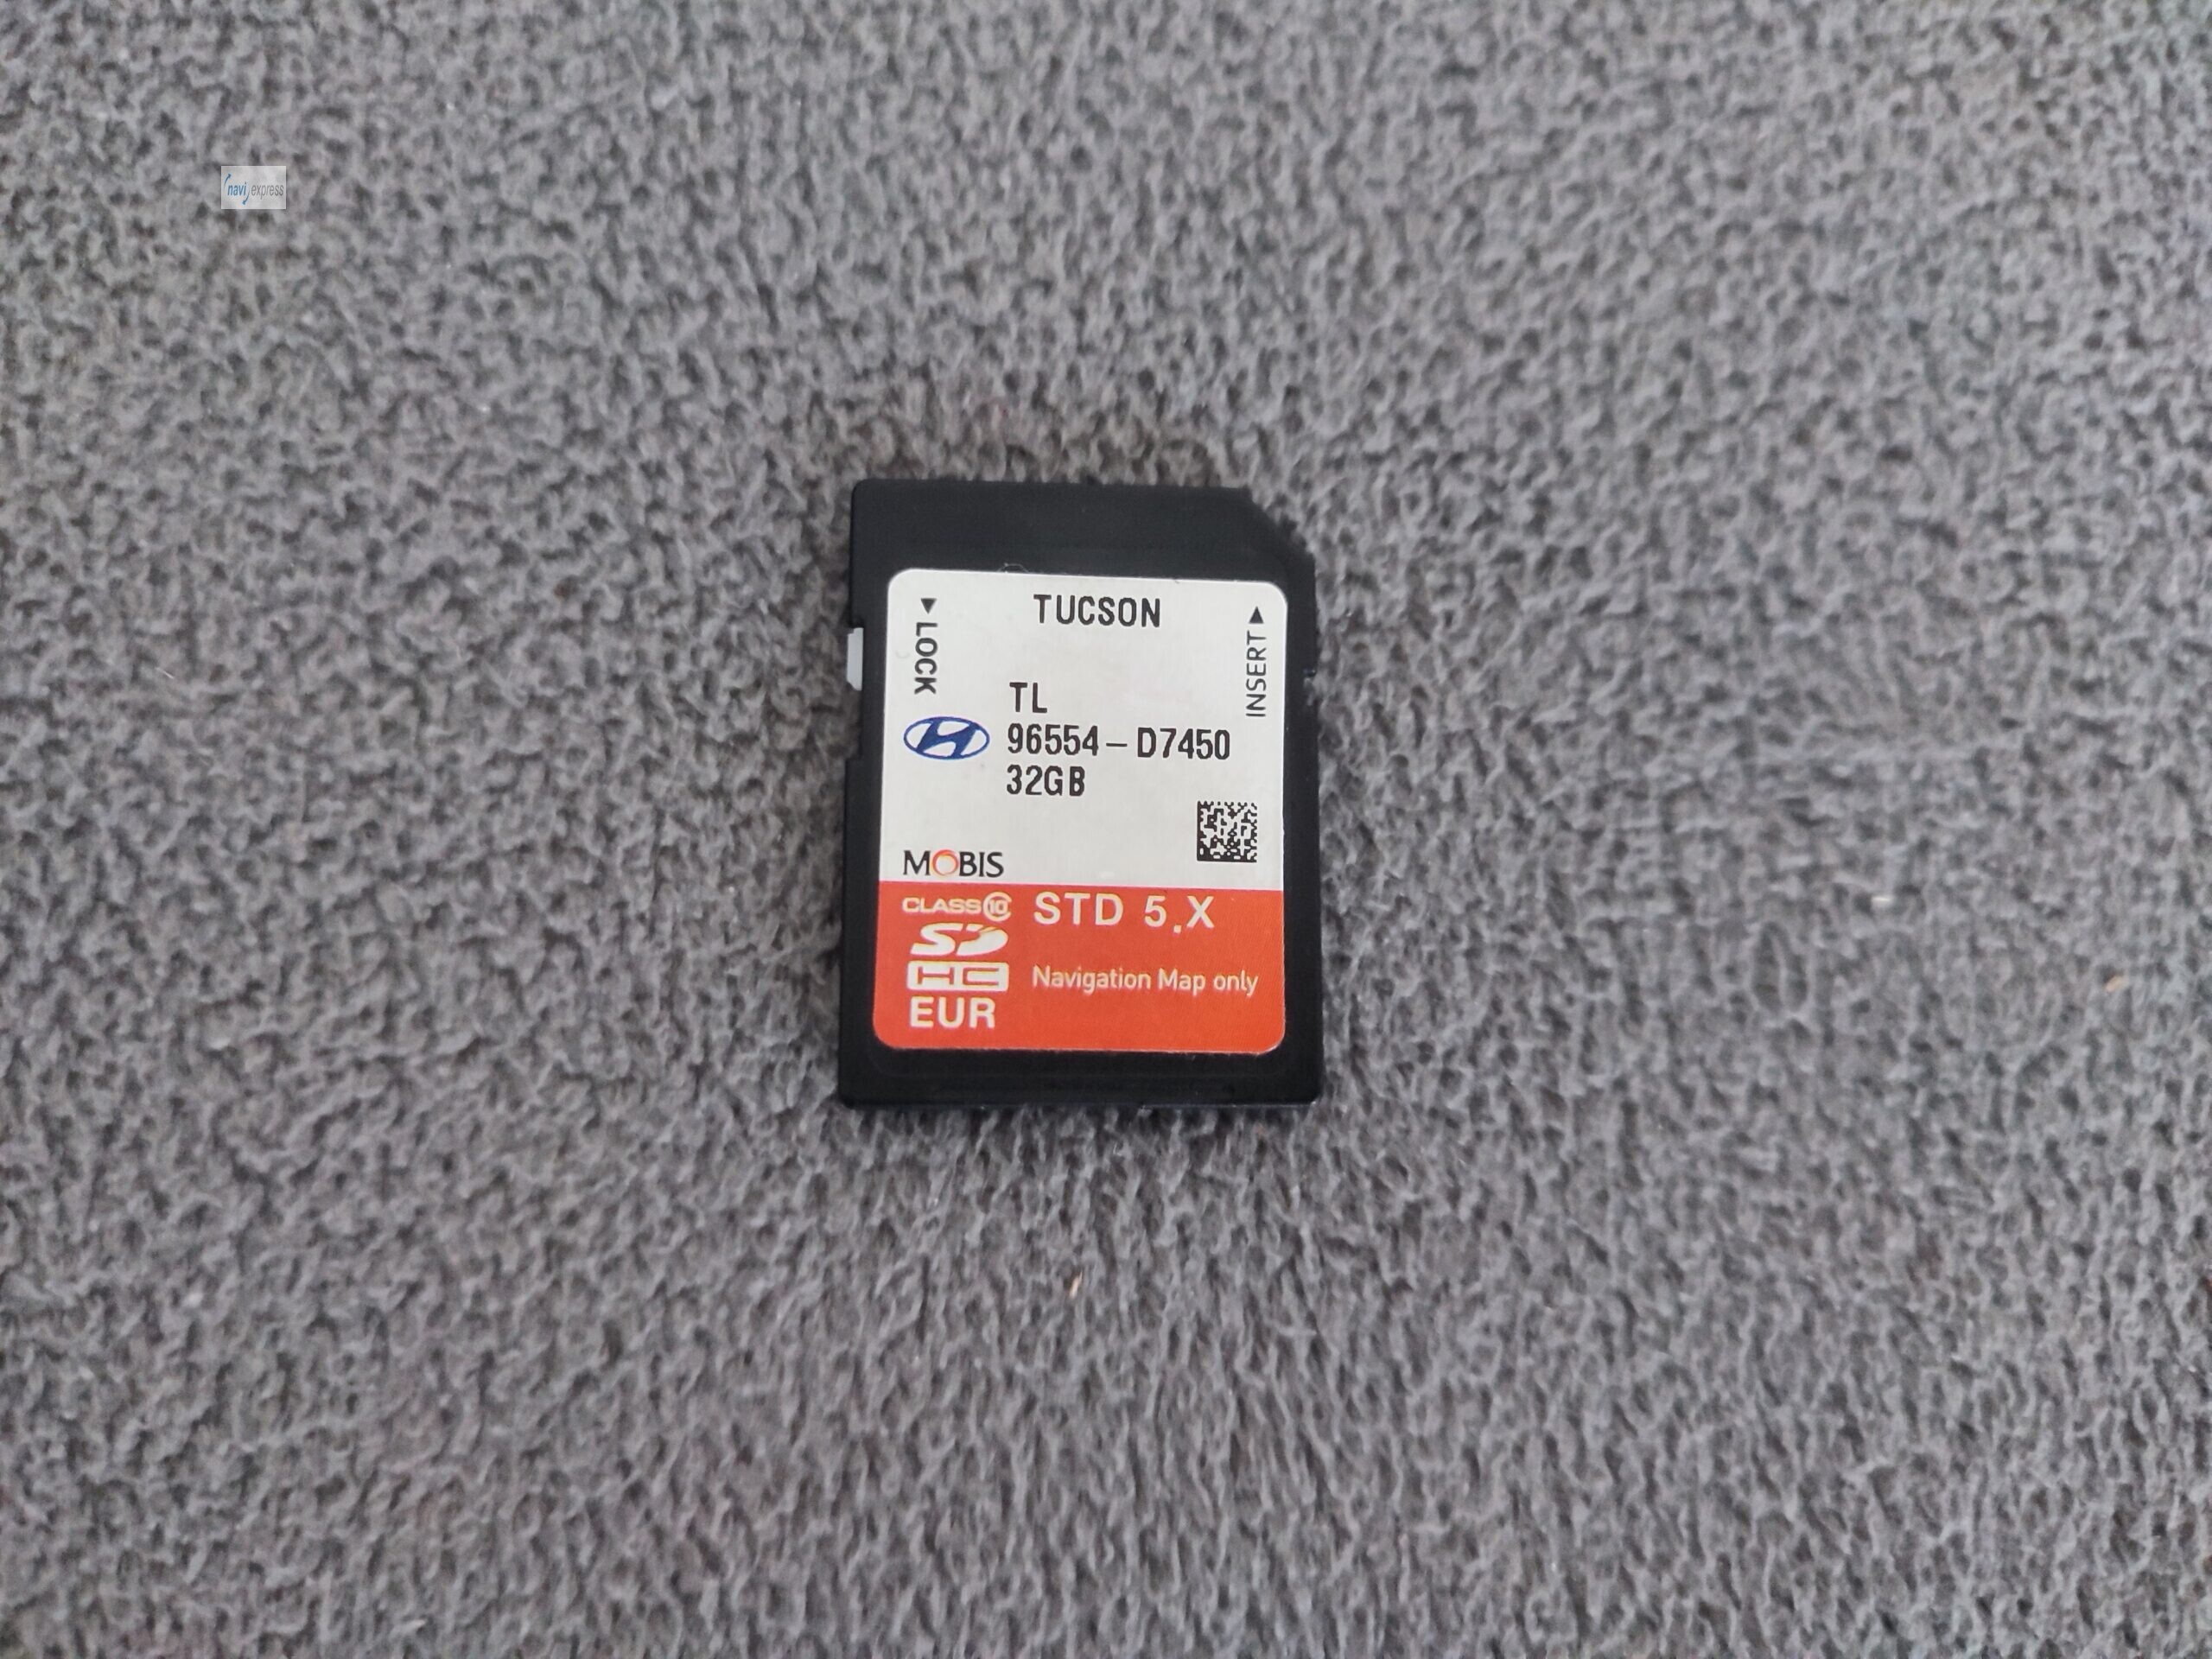 navi express
TUCSON
▶ LOCK
INSERT ▶
TL
96554-D7450
32GB
MOBIS
CLASS 10
STD 5.X
SD
HC
Navigation Map only
EUR